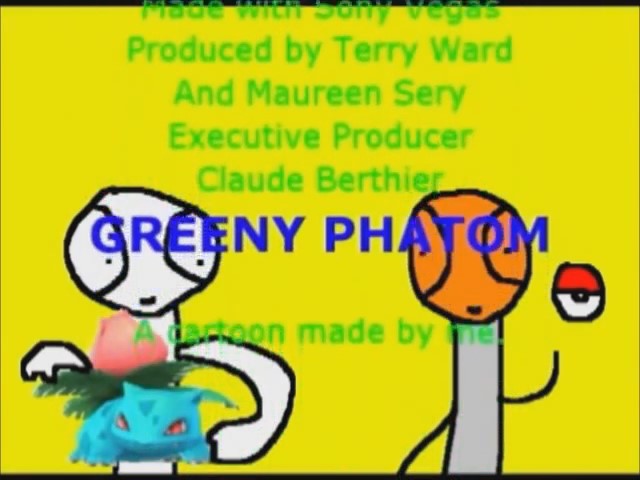 Made with Sony Vegas
Produced by Terry Ward
And Maureen Sery
Executive Producer
Claude Berthier
GREENY PHATOM
A cartoon made by me.